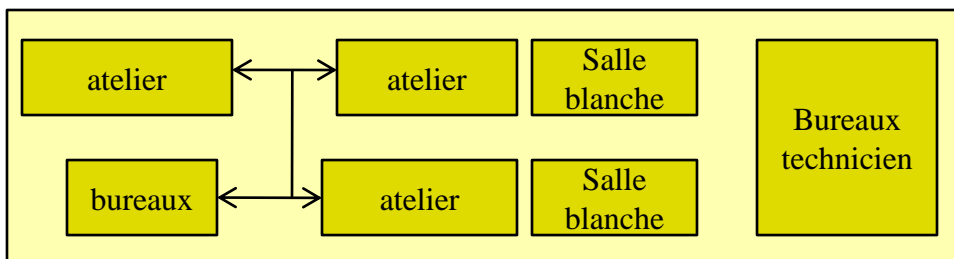 atelier
atelier
Salle
blanche
Bureaux
technicien
bureaux
atelier
Salle
blanche